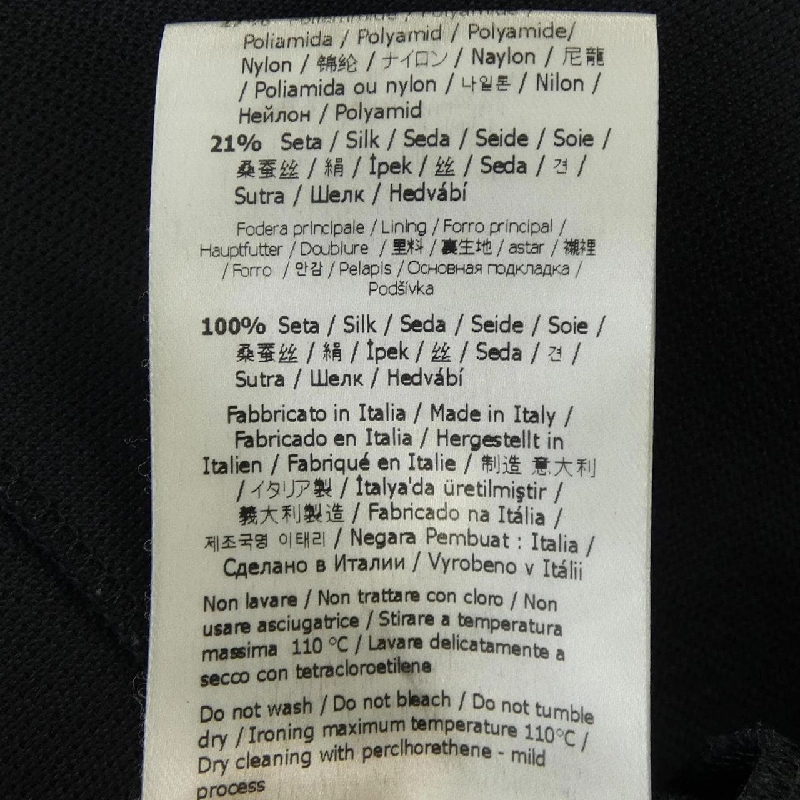 Poliamida / Polyamid / Polyamide/
Nylon / 锦纶 / ナイロン / Naylon / 尼龍
/ Poliamida ou nylon / 나일론 / Nilon /
Нейлон / Polyamid
21% Seta / Silk / Seda / Seide / Soie /
桑蚕丝 / 絹 / İpek / 丝 / Seda / 견 /
Sutra / Шелк / Hedvábí
Fodera principale / Lining / Forro principal /
Hauptfutter / Doublure / 里料 / 裏生地 / astar / 襯裡
/ Forro / 안감 / Pelapis / Основная подкладка /
Podšívka
100% Seta / Silk / Seda / Seide / Soie /
桑蚕丝 / 絹 / İpek / 丝 / Seda / 견 /
Sutra / Шелк / Hedvábí
Fabbricato in Italia / Made in Italy /
Fabricado en Italia / Hergestellt in
Italien / Fabriqué en Italie / 制造 意大利
/ イタリア製 / İtalya'da üretilmiştir /
義大利製造 / Fabricado na Itália /
제조국명 이태리 / Negara Pembuat : Italia /
Сделано в Италии / Vyrobeno v Itálii
Non lavare / Non trattare con cloro / Non
usare asciugatrice / Stirare a temperatura
massima 110 °C / Lavare delicatamente a
secco con tetracloroetilene
Do not wash / Do not bleach / Do not tumble
dry / Ironing maximum temperature 110°C /
Dry cleaning with perclhorethene - mild
process